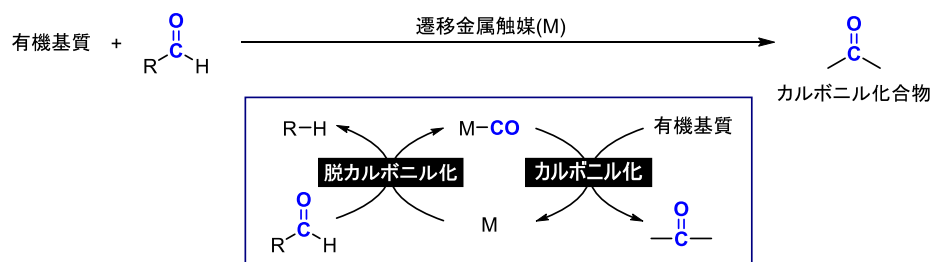 有機基質 + R C O H 遷移金属触媒(M) O C
カルボニル化合物
R−H M−CO 有機基質
脱カルボニル化 カルボニル化
O C R H M O C